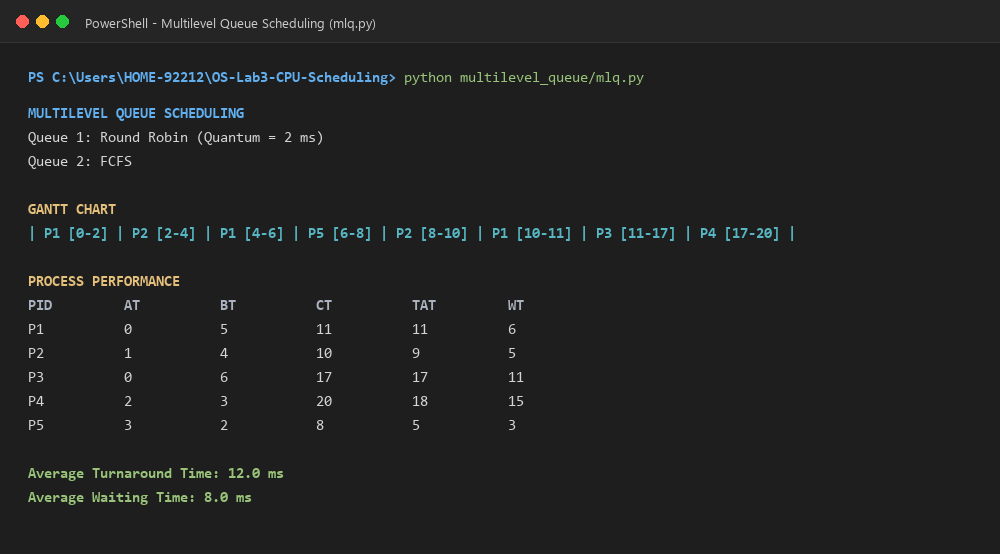 PowerShell - Multilevel Queue Scheduling (mlq.py)
PS C:\Users\HOME-92212\OS-Lab3-CPU-Scheduling> python multilevel_queue/mlq.py
MULTILEVEL QUEUE SCHEDULING
Queue 1: Round Robin (Quantum = 2 ms)
Queue 2: FCFS
GANTT CHART
| P1 [0-2] | P2 [2-4] | P1 [4-6] | P5 [6-8] | P2 [8-10] | P1 [10-11] | P3 [11-17] | P4 [17-20] |
PROCESS PERFORMANCE
PID AT BT CT TAT WT
P1 0 5 11 11 6
P2 1 4 10 9 5
P3 0 6 17 17 11
P4 2 3 20 18 15
P5 3 2 8 5 3
Average Turnaround Time: 12.0 ms
Average Waiting Time: 8.0 ms